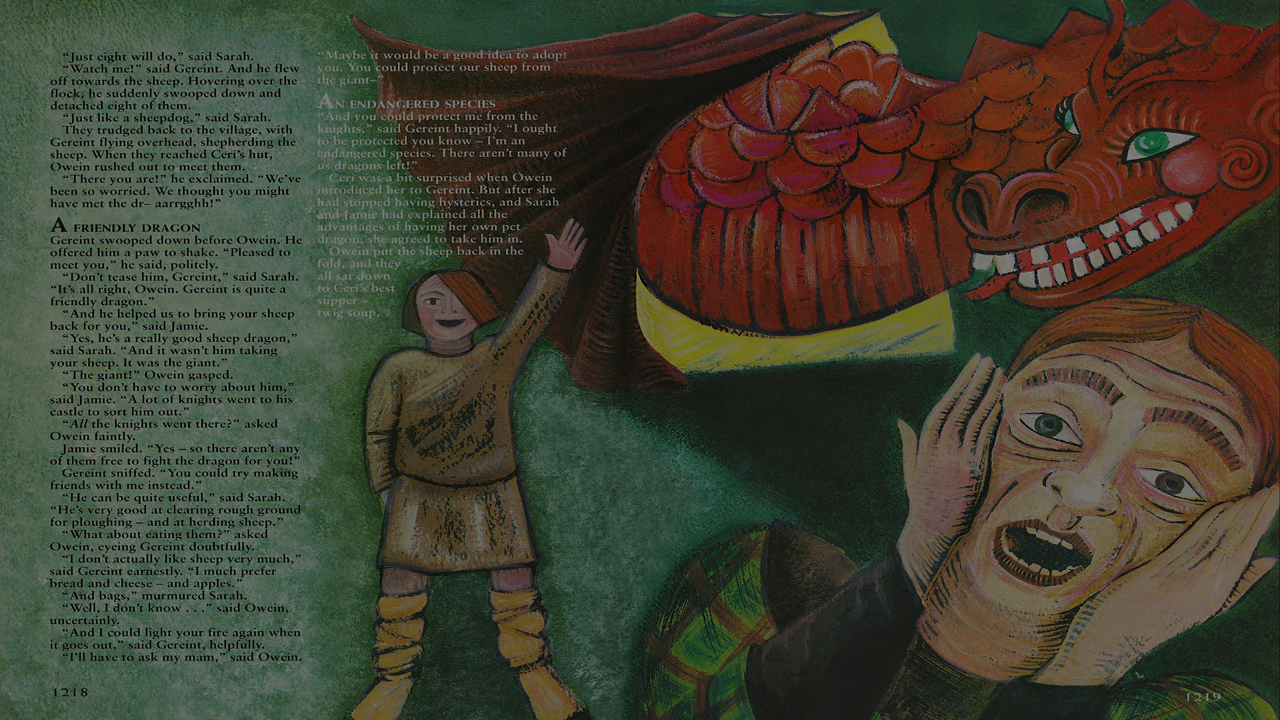 “Just eight will do,” said Sarah.
“Watch me!” said Gereint. And he flew
off towards the sheep. Hovering over the
flock, he suddenly swooped down and
detached eight of them.
“Just like a sheepdog,” said Sarah.
They trudged back to the village, with
Gereint flying overhead, shepherding the
sheep. When they reached Ceri’s hut,
Owein rushed out to meet them.
“There you are!” he exclaimed. “We’ve
been so worried. We thought you might
have met the dr– aarrgghh!”
A FRIENDLY DRAGON
Gereint swooped down before Owein. He
offered him a paw to shake. “Pleased to
meet you,” he said, politely.
“Don’t tease him, Gereint,” said Sarah.
“It’s all right, Owein. Gereint is quite a
friendly dragon.”
“And he helped us to bring your sheep
back for you,” said Jamie.
“Yes, he’s a really good sheep dragon,”
said Sarah. “And it wasn’t him taking
your sheep. It was the giant.”
“The giant!” Owein gasped.
“You don’t have to worry about him,”
said Jamie. “A lot of knights went to his
castle to sort him out.”
“All the knights went there?” asked
Owein faintly.
Jamie smiled. “Yes – so there aren’t any
of them free to fight the dragon for you!”
Gereint sniffed. “You could try making
friends with me instead.”
“He can be quite useful,” said Sarah.
“He’s very good at clearing rough ground
for ploughing – and at herding sheep.”
“What about eating them?” asked
Owein, eyeing Gereint doubtfully.
“I don’t actually like sheep very much,”
said Gereint earnestly. “I much prefer
bread and cheese – and apples.”
“And bags,” murmured Sarah.
“Well, I don’t know . . .” said Owein,
uncertainly.
“And I could light your fire again when
it goes out,” said Gereint, helpfully.
“I’ll have to ask my mam,” said Owein.
“Maybe it would be a good idea to adopt
you. You could protect our sheep from
the giant–”
AN ENDANGERED SPECIES
“And you could protect me from the
knights,” said Gereint happily. “I ought
to be protected you know – I’m an
endangered species. There aren’t many of
us dragons left!”
Ceri was a bit surprised when Owein
introduced her to Gereint. But after she
had stopped having hysterics, and Sarah
and Jamie had explained all the
advantages of having her own pet
dragon, she agreed to take him in.
Owein put the sheep back in the
fold, and they
all sat down
to Ceri’s best
supper –
twig soup.
1218
1219